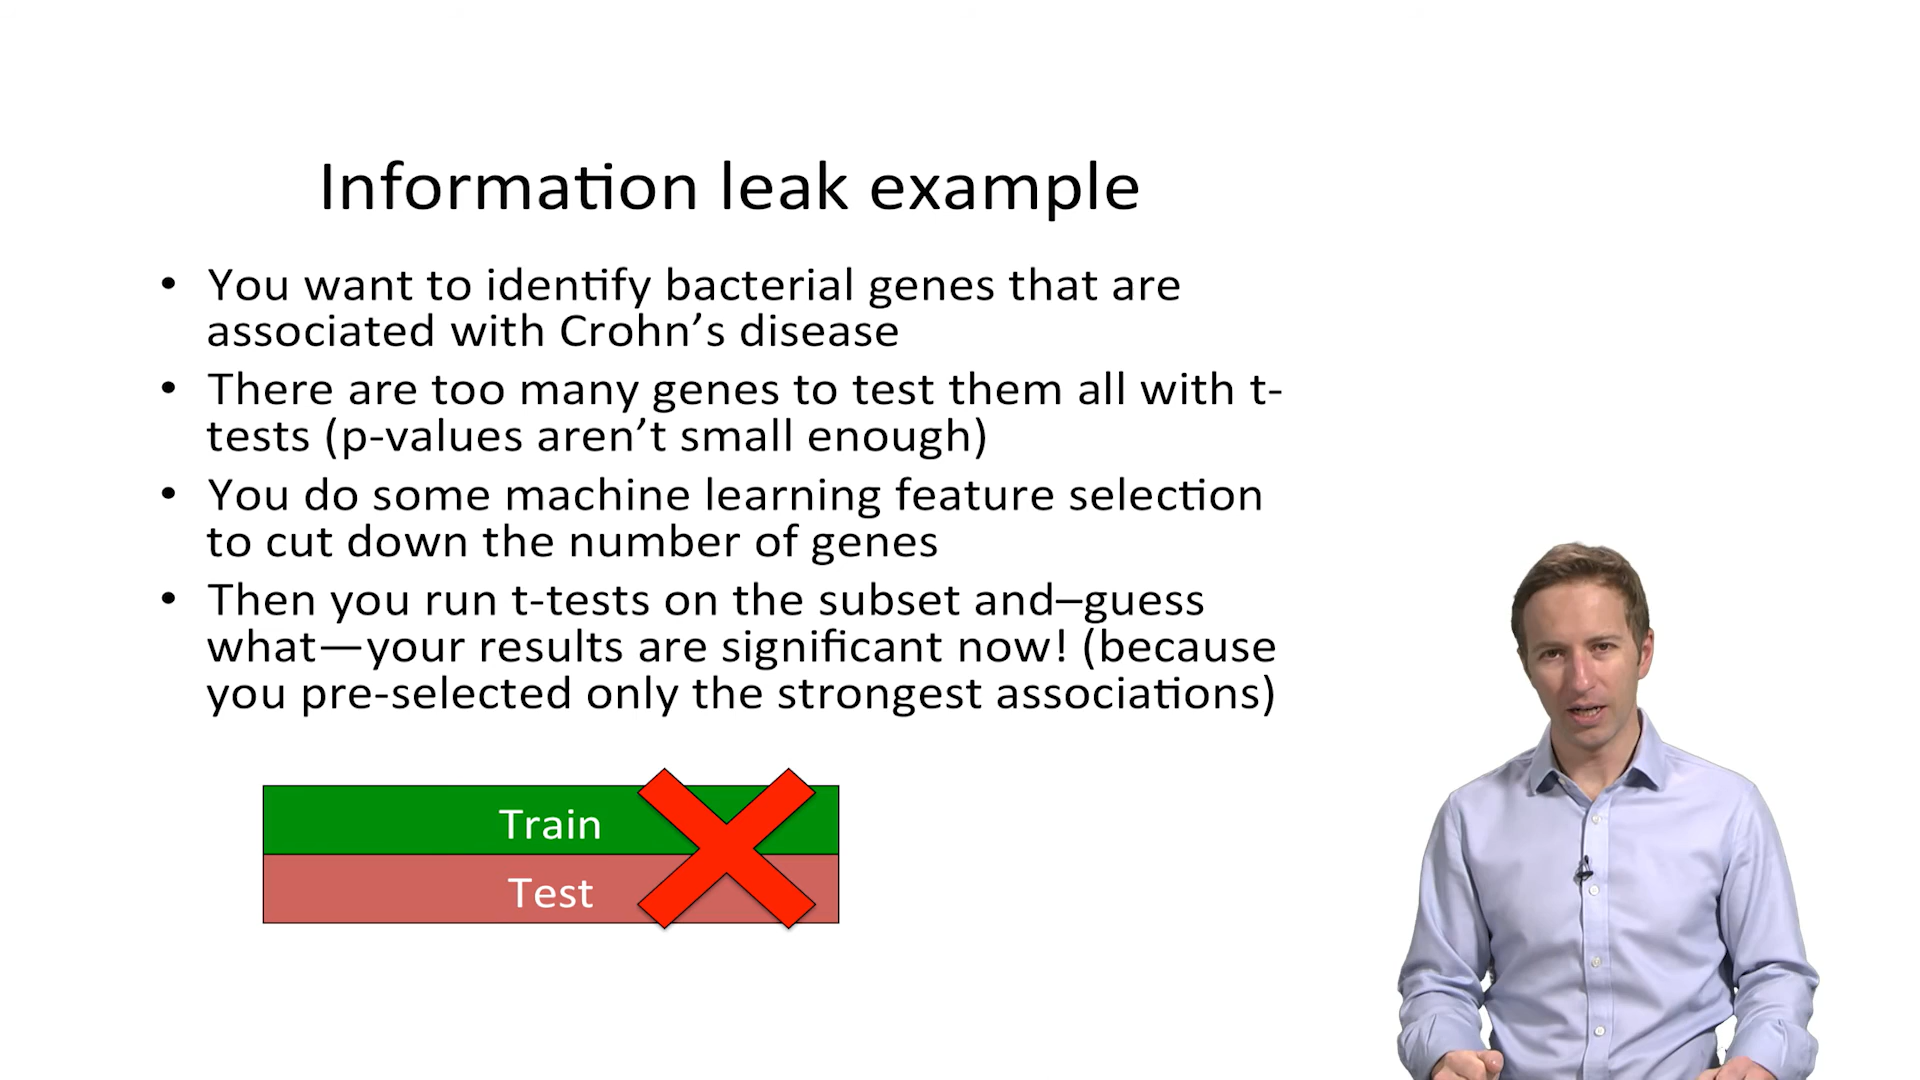 Information leak example
• You want to identify bacterial genes that are
associated with Crohn’s disease
• There are too many genes to test them all with t-
tests (p-values aren’t small enough)
• You do some machine learning feature selection
to cut down the number of genes
• Then you run t-tests on the subset and–guess
what—your results are significant now! (because
you pre-selected only the strongest associations)
Train
Test